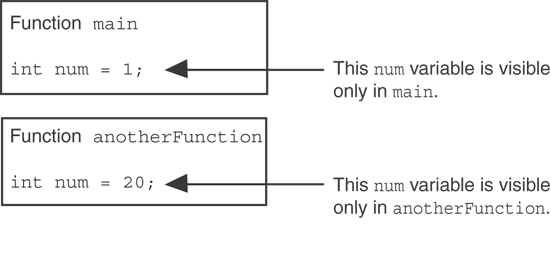 Function main
int num = 1;
This num variable is visible
only in main.
Function anotherFunction
int num = 20;
This num variable is visible
only in anotherFunction.